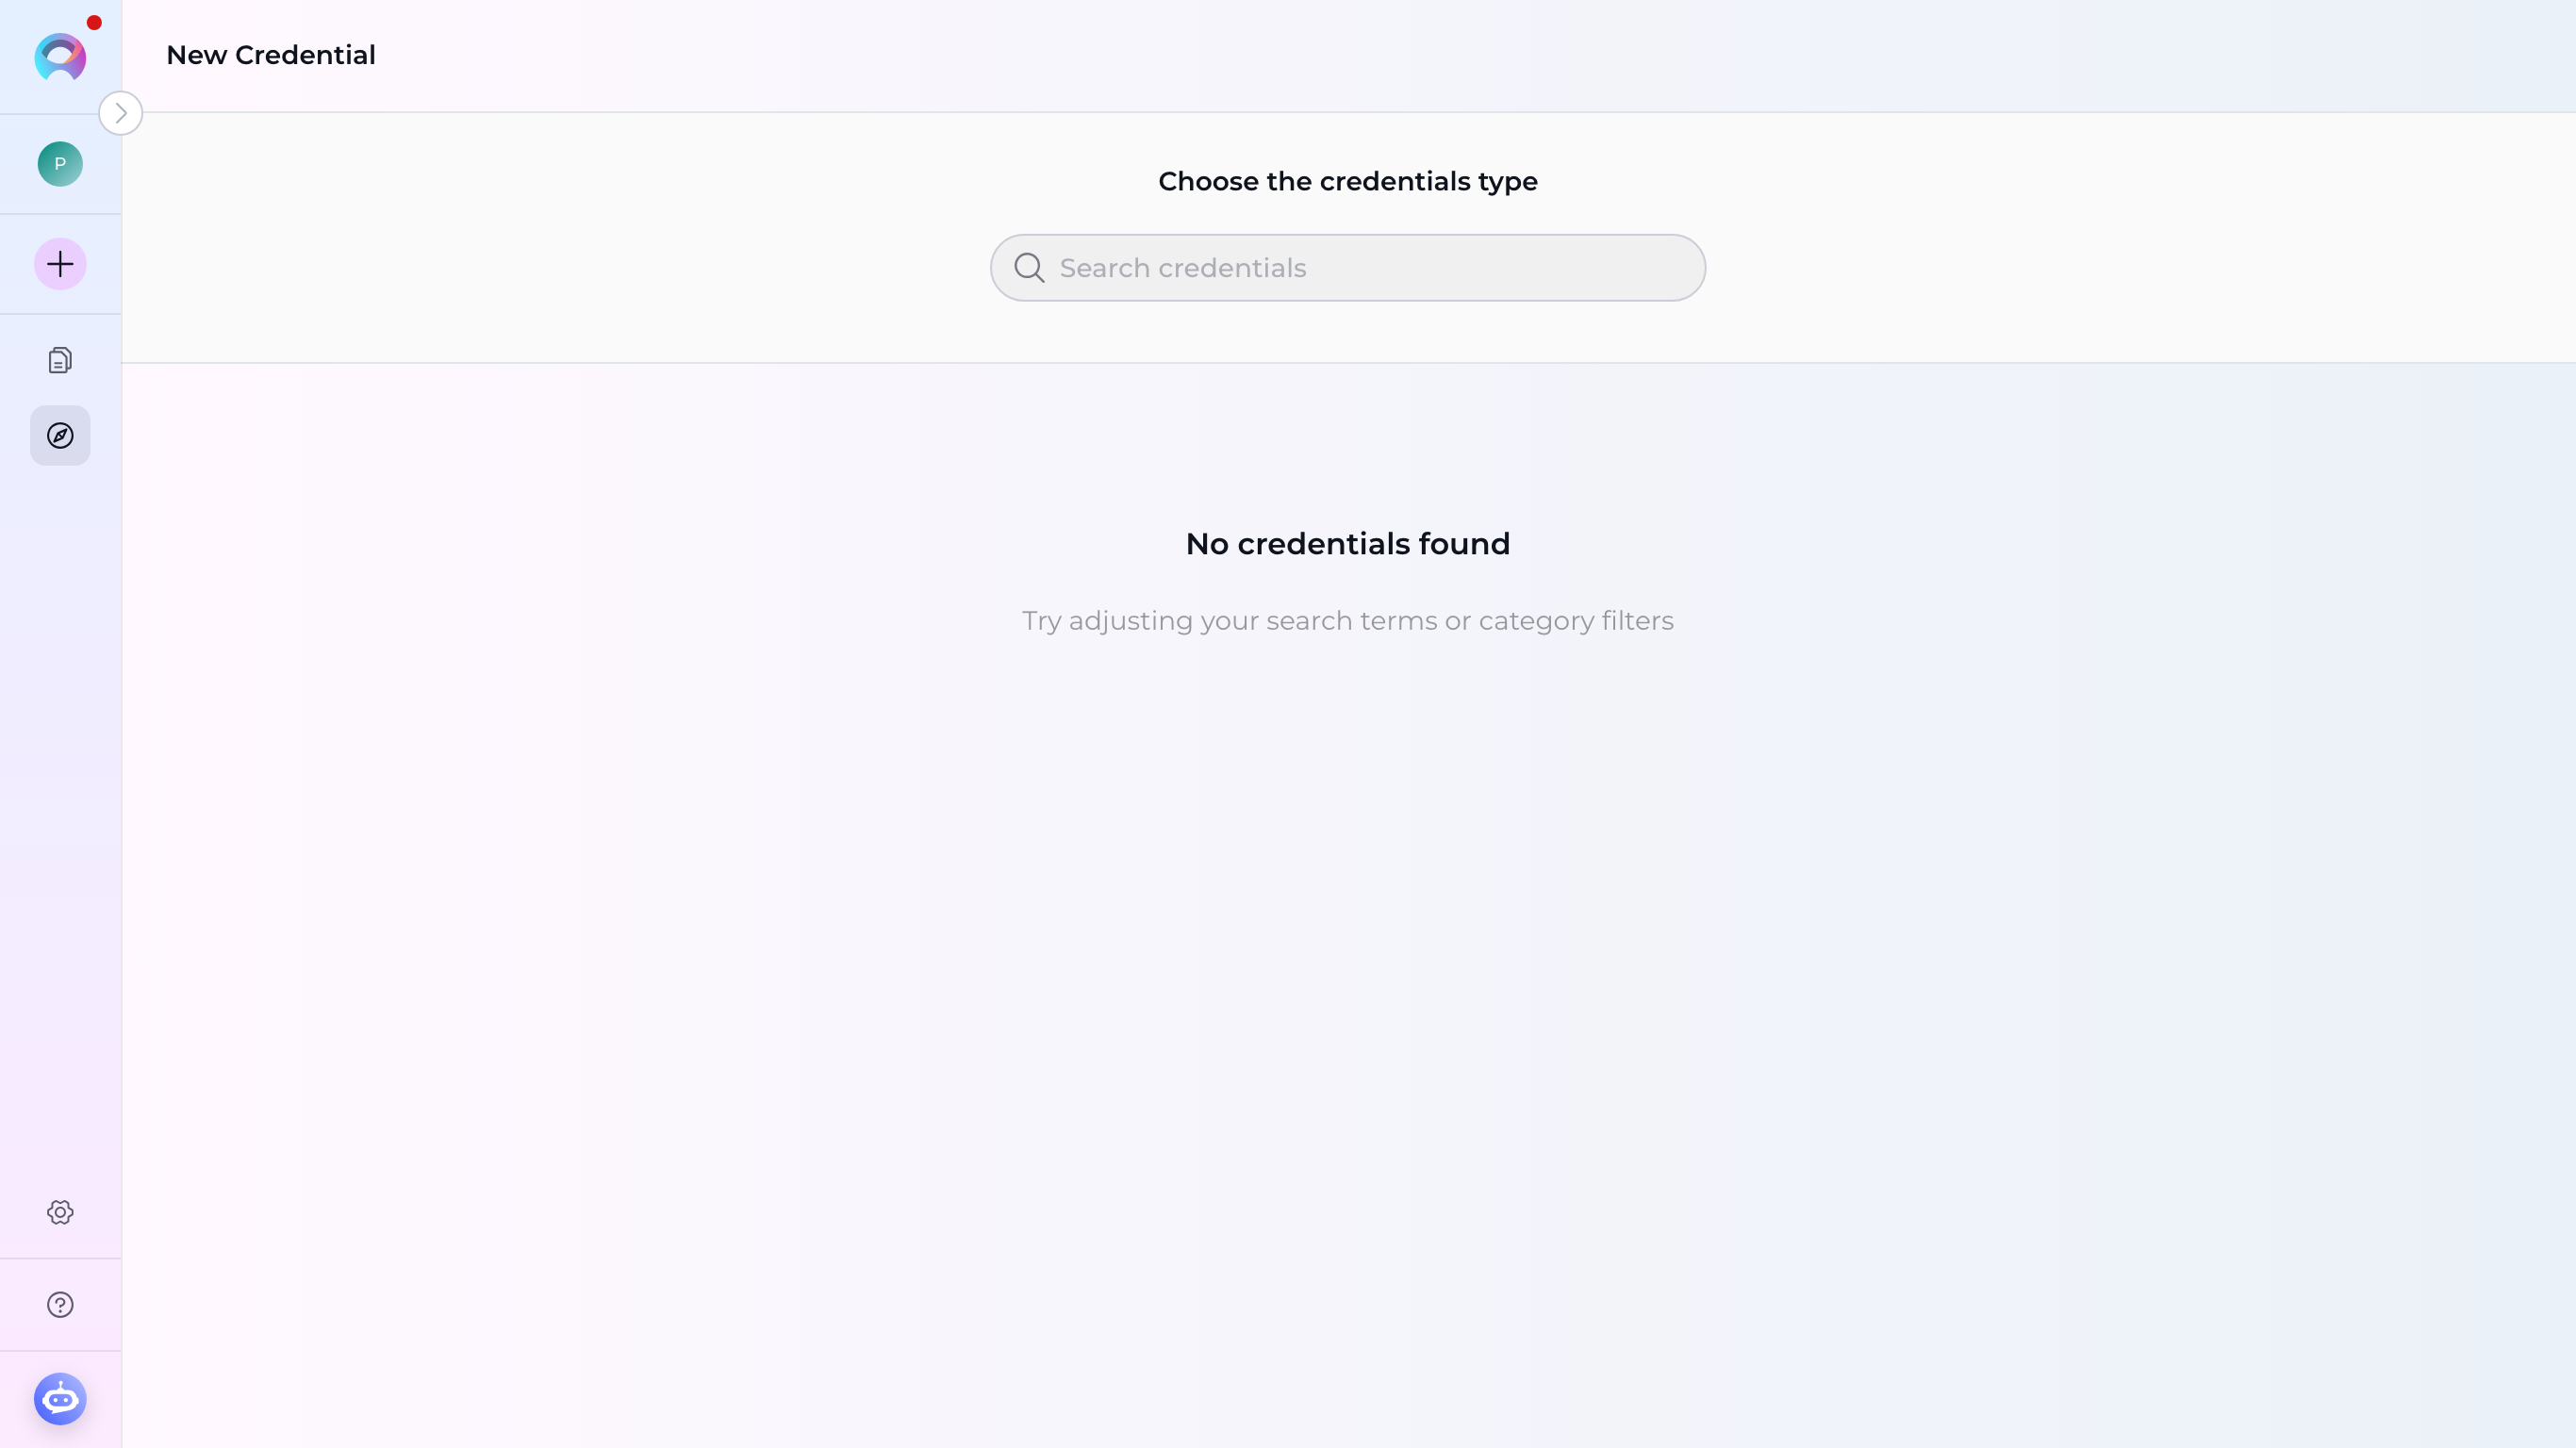 New Credential
P
Choose the credentials type
Search credentials
No credentials found
Try adjusting your search terms or category filters